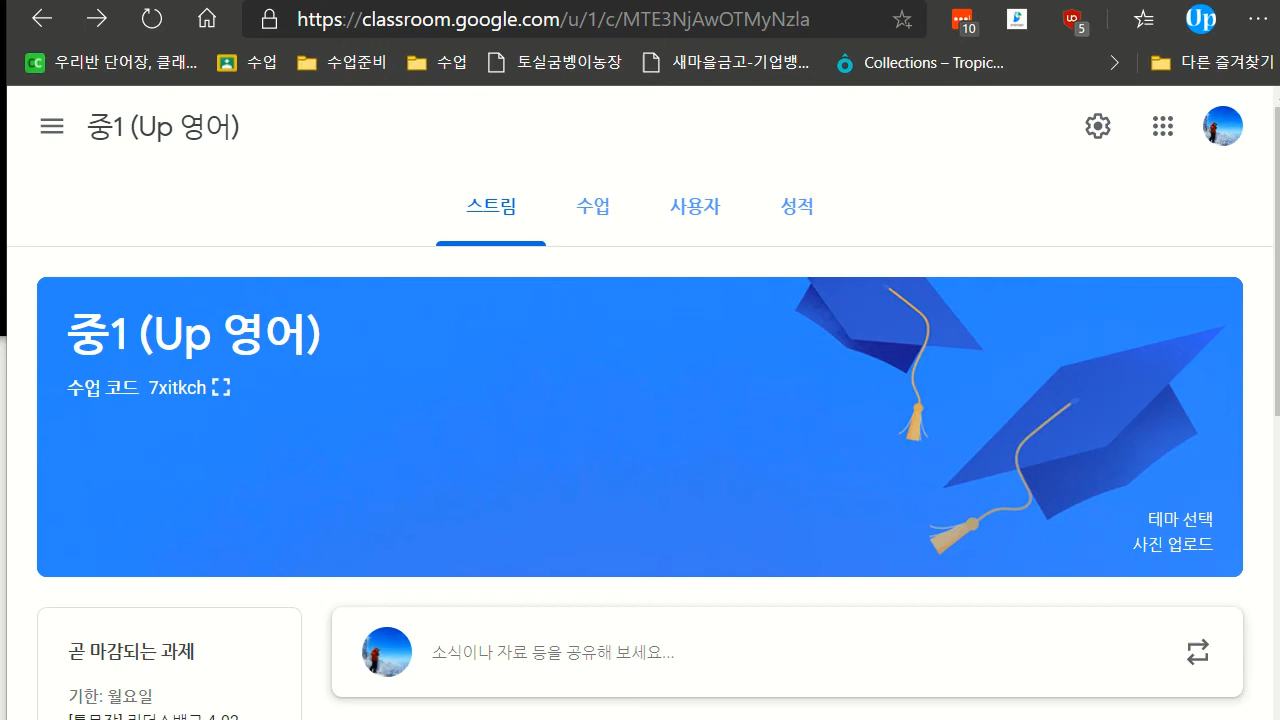 https://classroom.google.com/u/1/c/MTE3NjAwOTMyNzla
10
UO
5
Up
CC 우리반 단어장, 클래... 수업 수업준비 수업 토실굼벵이농장 새마을금고-기업뱅... Collections – Tropic... 다른 즐겨찾기
중1 (Up 영어)
스트림 수업 사용자 성적
중1 (Up 영어)
수업 코드 7xitkch
테마 선택
사진 업로드
곧 마감되는 과제
소식이나 자료 등을 공유해 보세요...
기한: 월요일